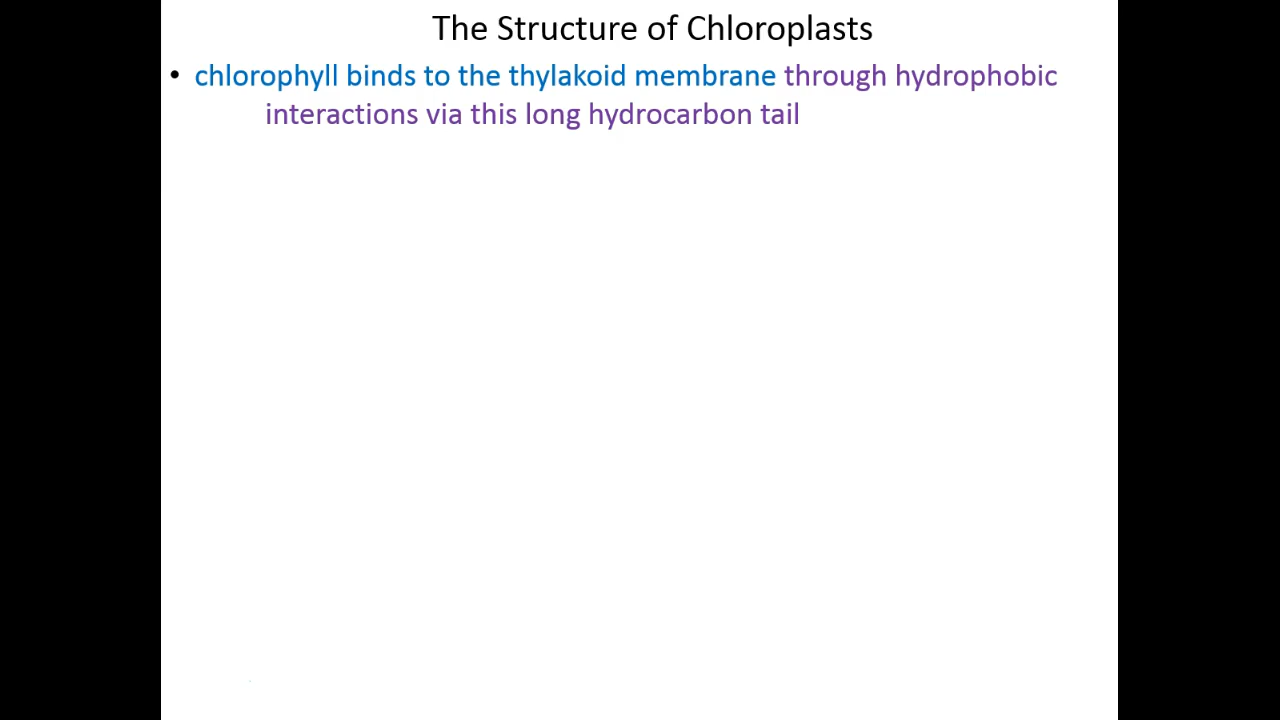 The Structure of Chloroplasts
• chlorophyll binds to the thylakoid membrane through hydrophobic
interactions via this long hydrocarbon tail